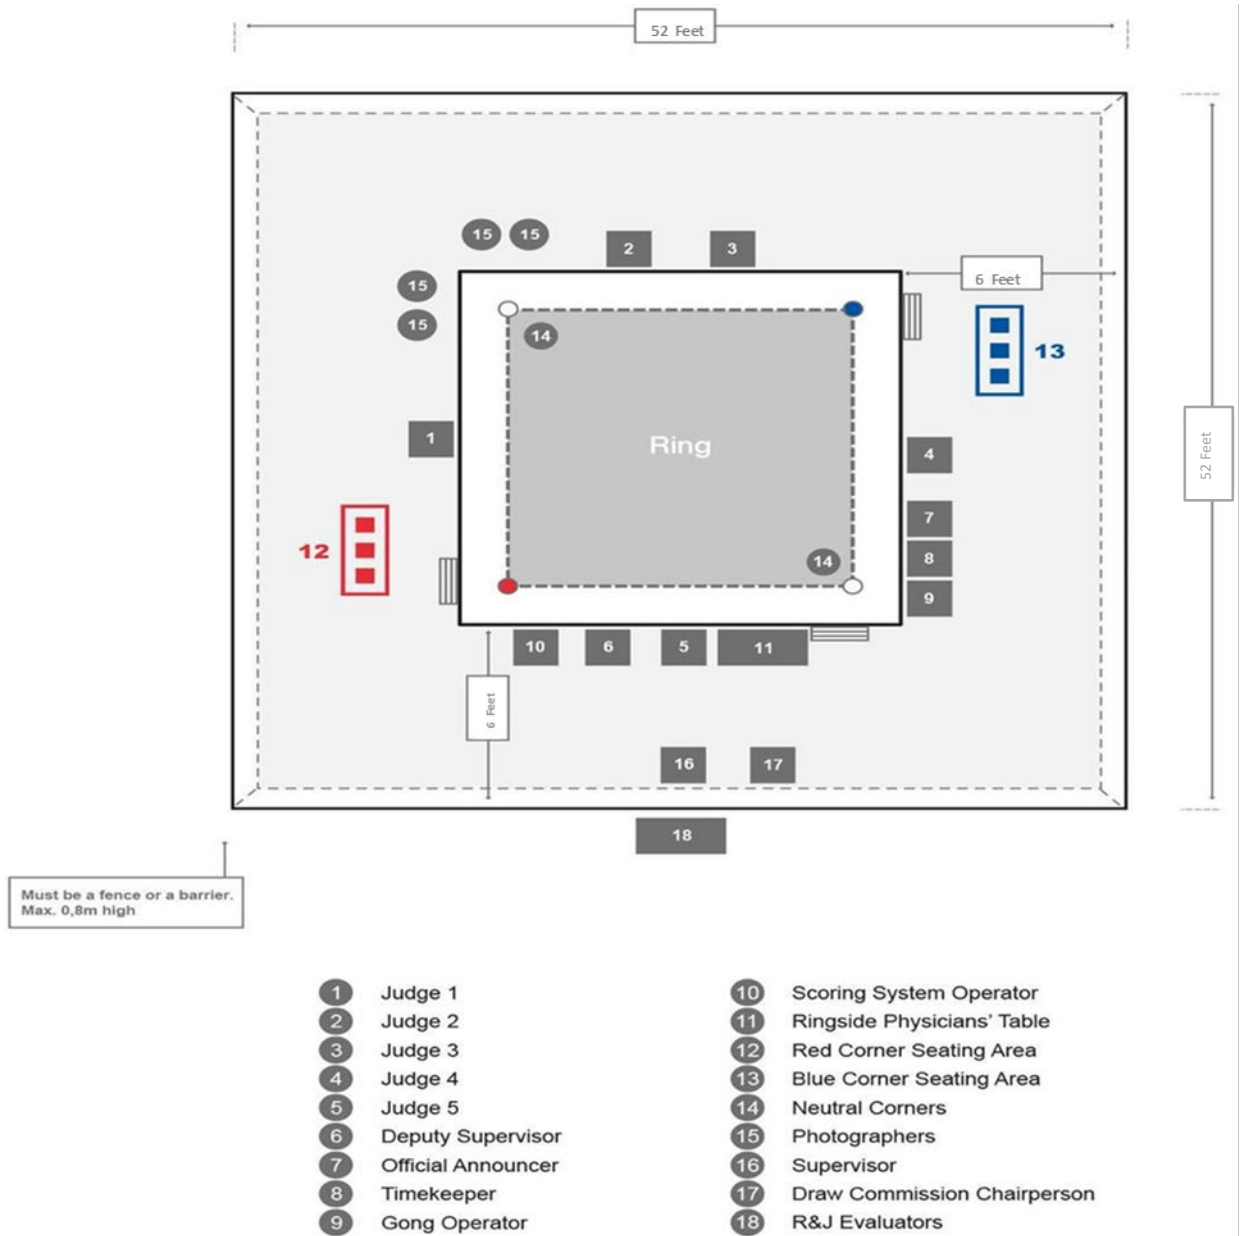 52 Feet
15 15 2 3
6 Feet
15
15
14
13
1
Ring
4
52 Feet
7
12
14
8
9
10 6 5 11
6 Feet
16 17
18
Must be a fence or a barrier.
Max. 0,8m high
1 Judge 1
2 Judge 2
3 Judge 3
4 Judge 4
5 Judge 5
6 Deputy Supervisor
7 Official Announcer
8 Timekeeper
9 Gong Operator
10 Scoring System Operator
11 Ringside Physicians' Table
12 Red Corner Seating Area
13 Blue Corner Seating Area
14 Neutral Corners
15 Photographers
16 Supervisor
17 Draw Commission Chairperson
18 R&J Evaluators